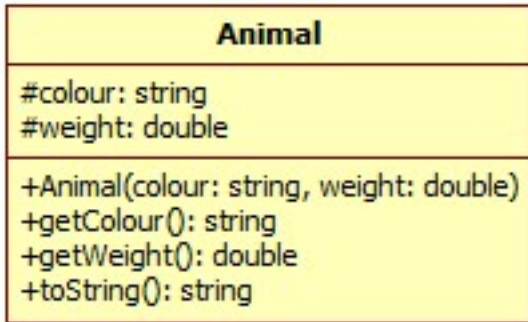 Animal
#colour: string
#weight: double
+Animal(colour: string, weight: double)
+getColour(): string
+getWeight(): double
+toString(): string